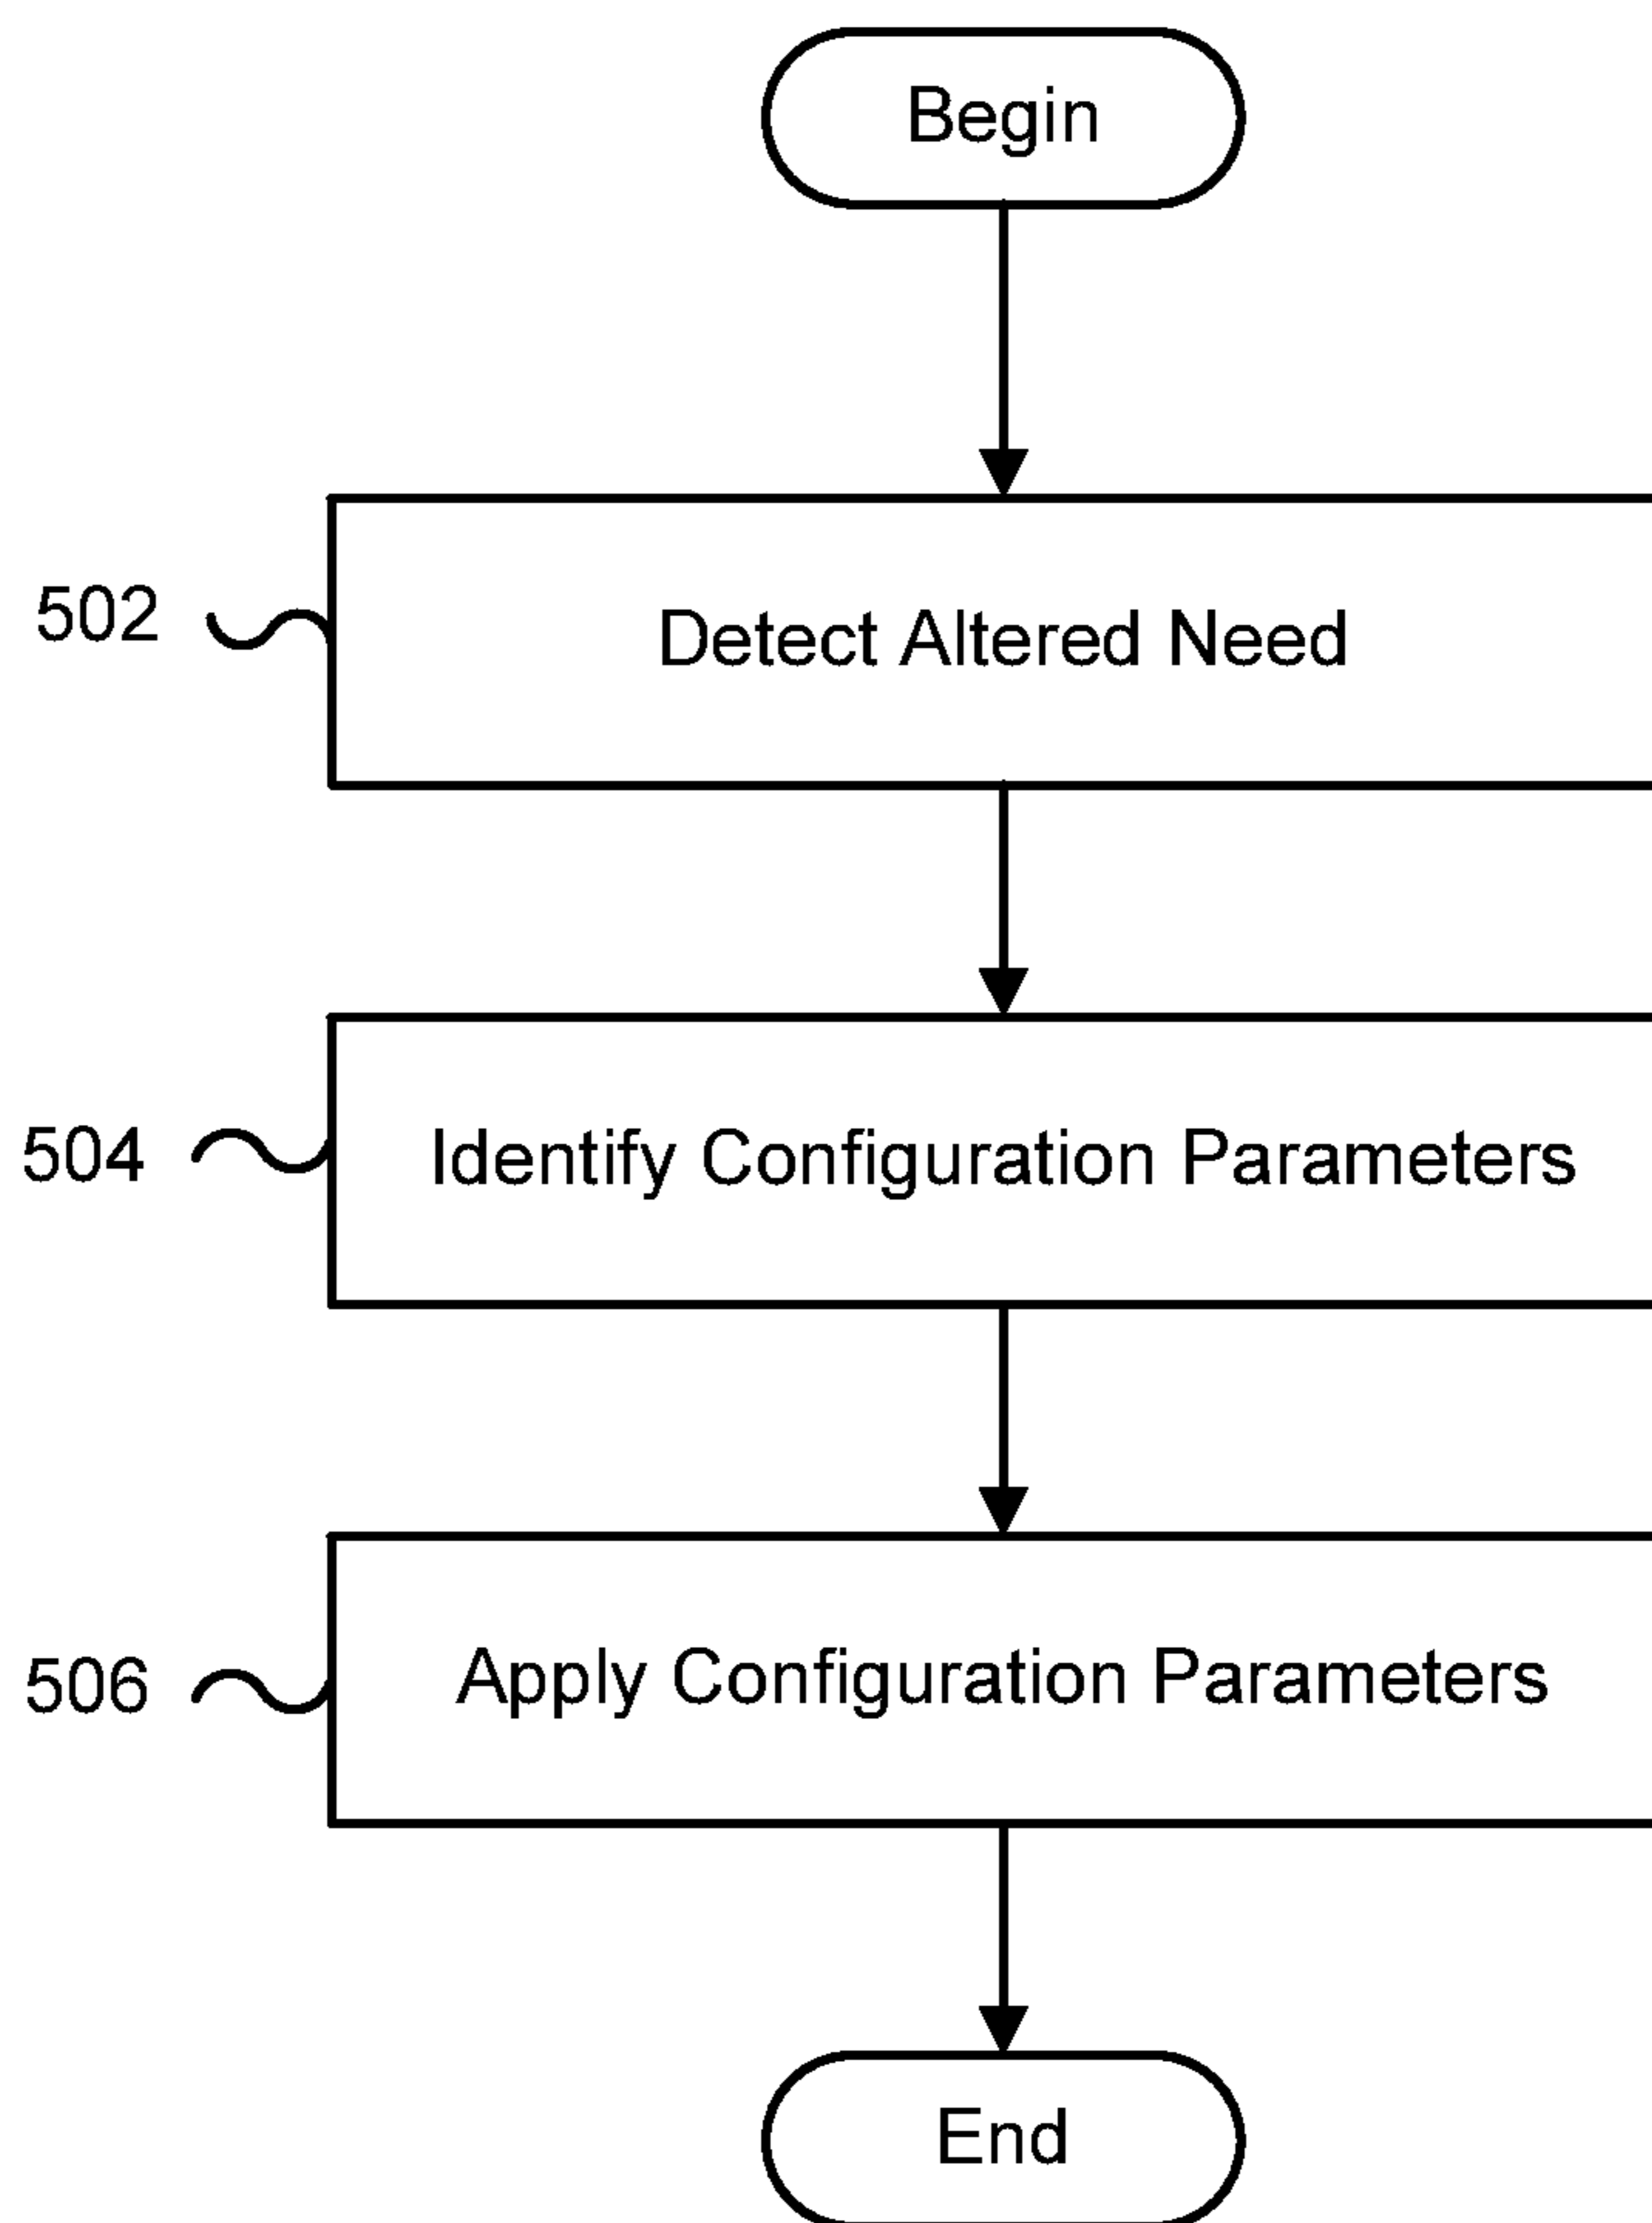 Begin
502
Detect Altered Need
504
Identify Configuration Parameters
506
Apply Configuration Parameters
End